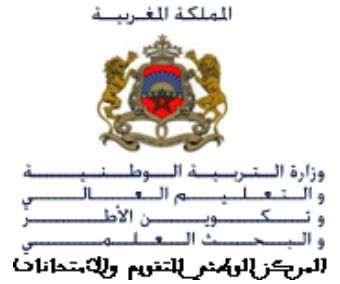 المملكة المغربية
وزارة التربية الوطنية
و التعليم العالي
و تكوين الأطر
و البحث العلمي
المركز الوطني للتقويم والامتحانات